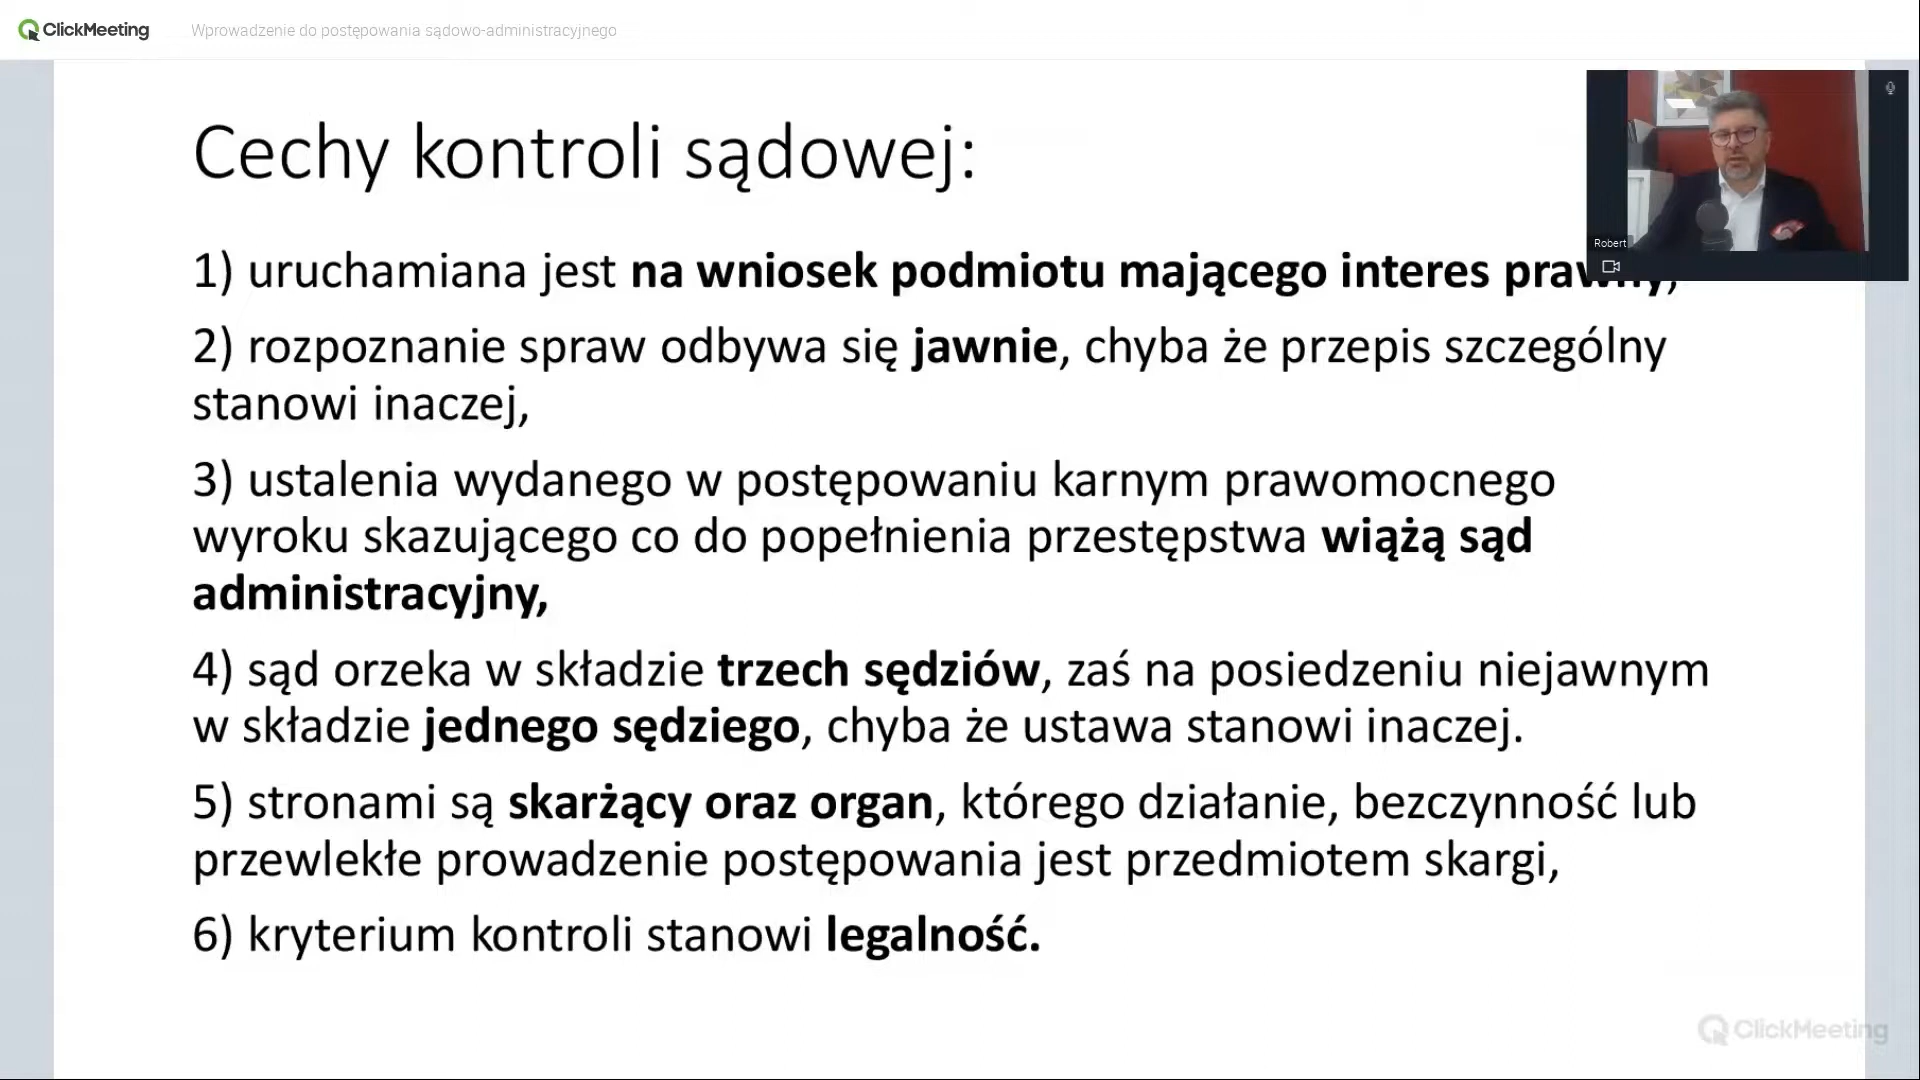 ClickMeeting
Wprowadzenie do postępowania sądowo-administracyjnego
Cechy kontroli sądowej:
Robert
1) uruchamiana jest na wniosek podmiotu mającego interes prawny,
2) rozpoznanie spraw odbywa się jawnie, chyba że przepis szczególny
stanowi inaczej,
3) ustalenia wydanego w postępowaniu karnym prawomocnego
wyroku skazującego co do popełnienia przestępstwa wiążą sąd
administracyjny,
4) sąd orzeka w składzie trzech sędziów, zaś na posiedzeniu niejawnym
w składzie jednego sędziego, chyba że ustawa stanowi inaczej.
5) stronami są skarżący oraz organ, którego działanie, bezczynność lub
przewlekłe prowadzenie postępowania jest przedmiotem skargi,
6) kryterium kontroli stanowi legalność.
ClickMeeting